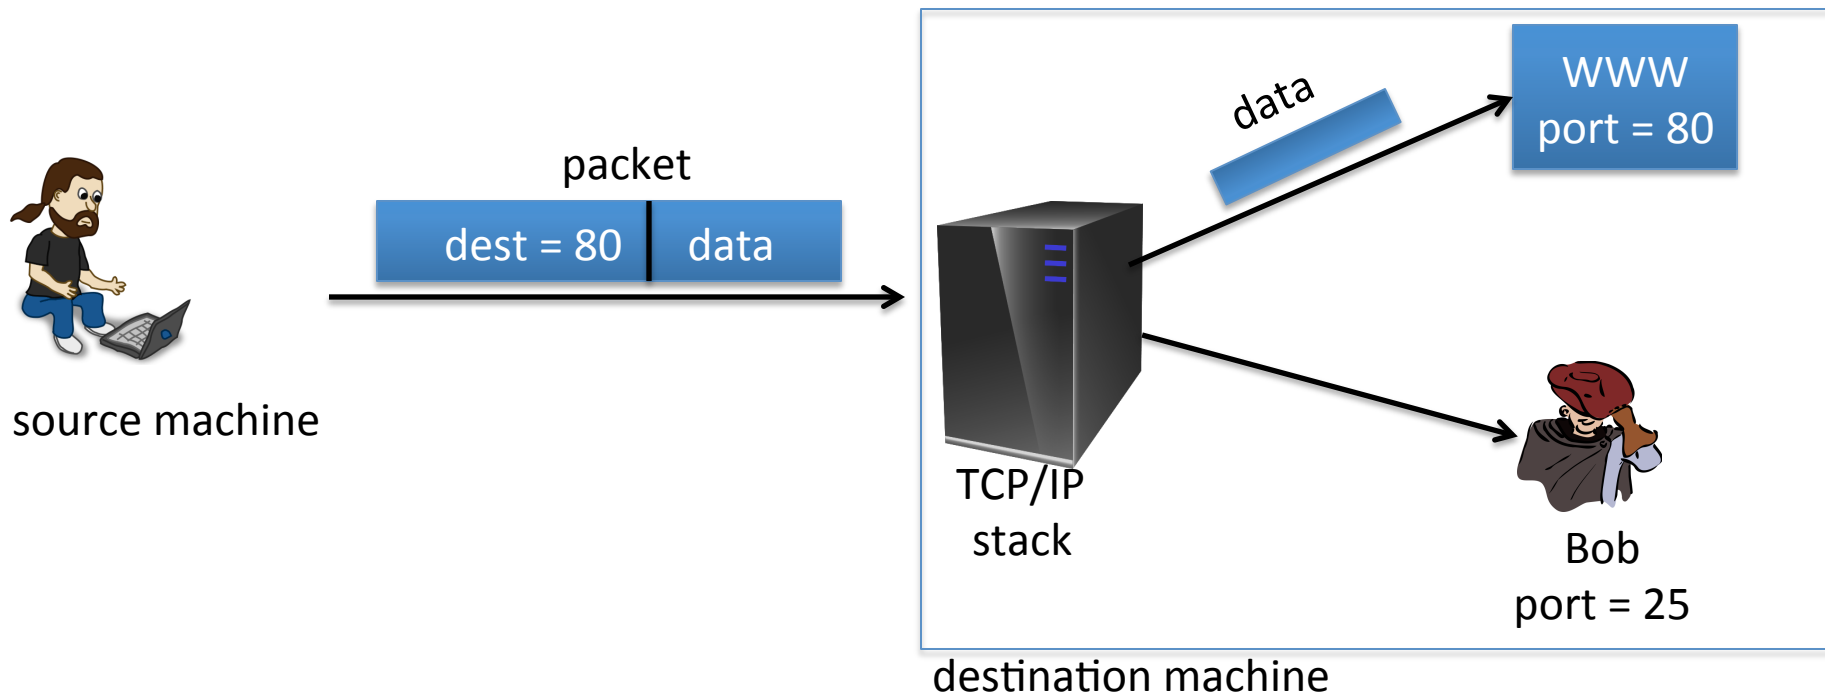 packet
dest = 80
data
source machine
data
WWW
port = 80
TCP/IP
stack
Bob
port = 25
destination machine